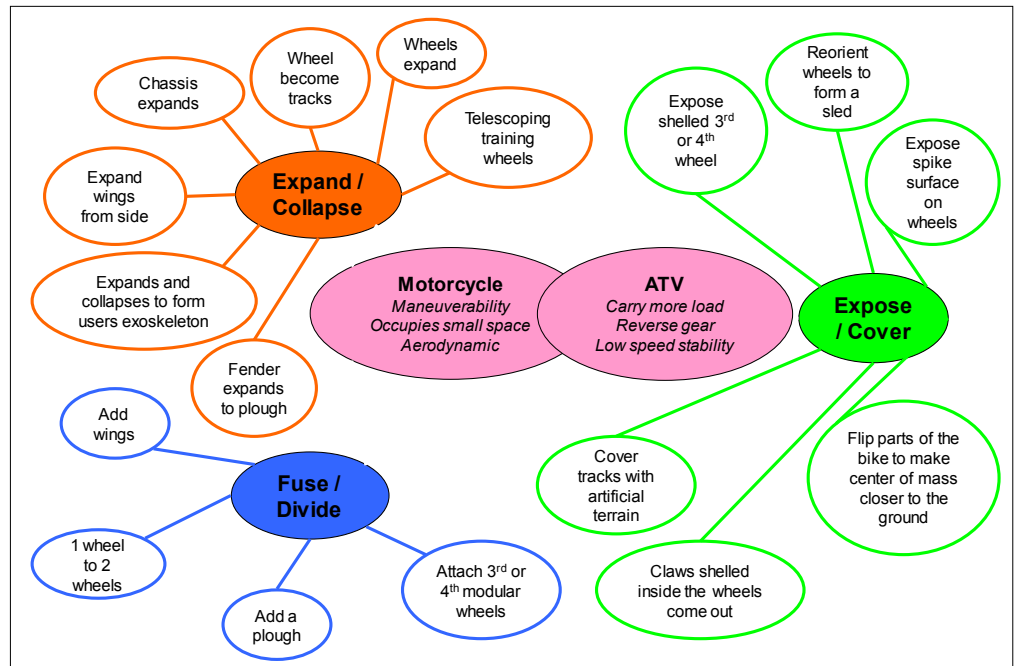 Wheels
expand
Wheel
become
tracks
Chassis
expands
Telescoping
training
wheels
Expand /
Collapse
Expand
wings
from side
Expands and
collapses to form
users exoskeleton
Fender
expands
to plough
Reorient
wheels to
form a
sled
Expose
shelled 3rd
or 4th
wheel
Expose
spike
surface
on
wheels
Motorcycle
Maneuverability
Occupies small space
Aerodynamic
ATV
Carry more load
Reverse gear
Low speed stability
Expose
/ Cover
Add
wings
Fuse /
Divide
1 wheel
to 2
wheels
Add a
plough
Attach 3rd or
4th modular
wheels
Cover
tracks with
artificial
terrain
Flip parts of the
bike to make
center of mass
closer to the
ground
Claws shelled
inside the wheels
come out